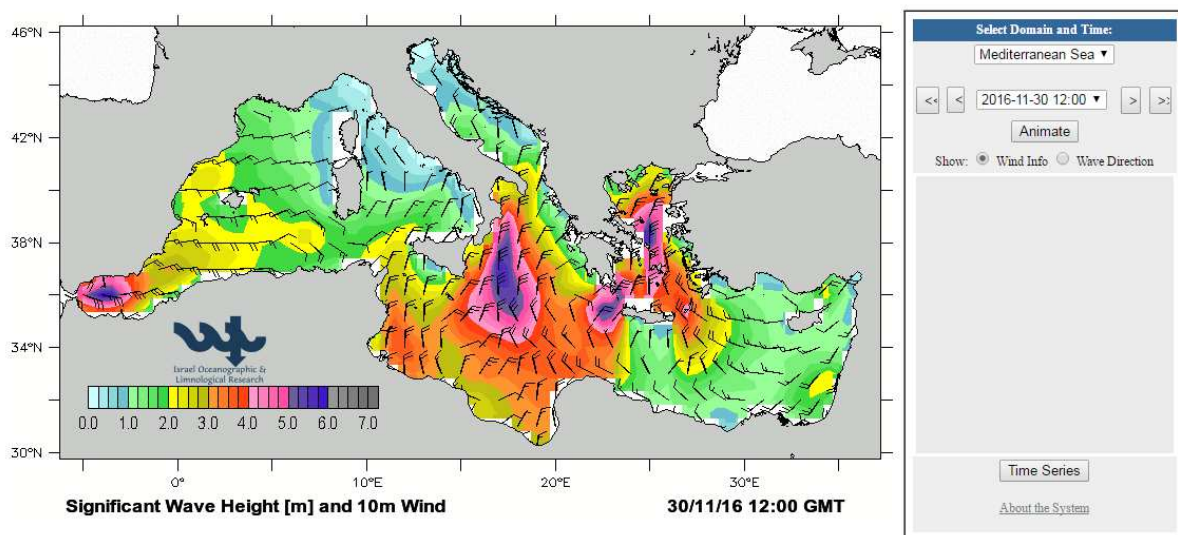 46°N
42°N
38°N
34°N
30°N
Israel Oceanographic &
Limnological Research
0.0 1.0 2.0 3.0 4.0 5.0 6.0 7.0
0° 10°E 20°E 30°E
Significant Wave Height [m] and 10m Wind
30/11/16 12:00 GMT
Select Domain and Time:
Mediterranean Sea
<< < 2016-11-30 12:00 > >>
Animate
Show: Wind Info Wave Direction
Time Series
About the System